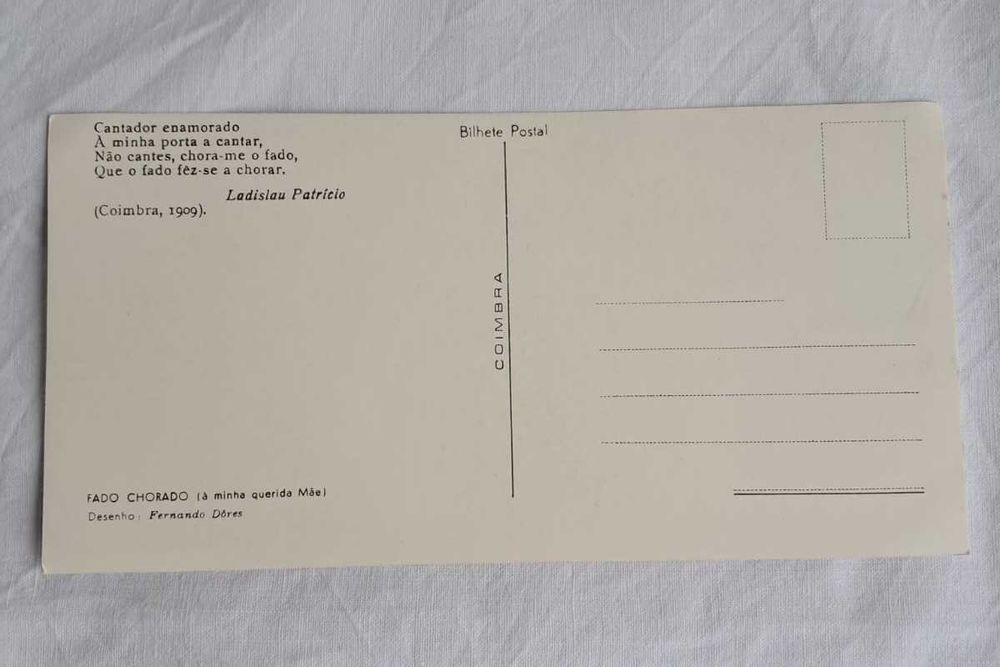 Cantador enamorado
À minha porta a cantar,
Não cantes, chora-me o fado,
Que o fado fêz-se a chorar.
Ladislau Patrício
(Coimbra, 1909).
FADO CHORADO (à minha querida Mãe)
Desenho: Fernando Dôres
Bilhete Postal
COIMBRA